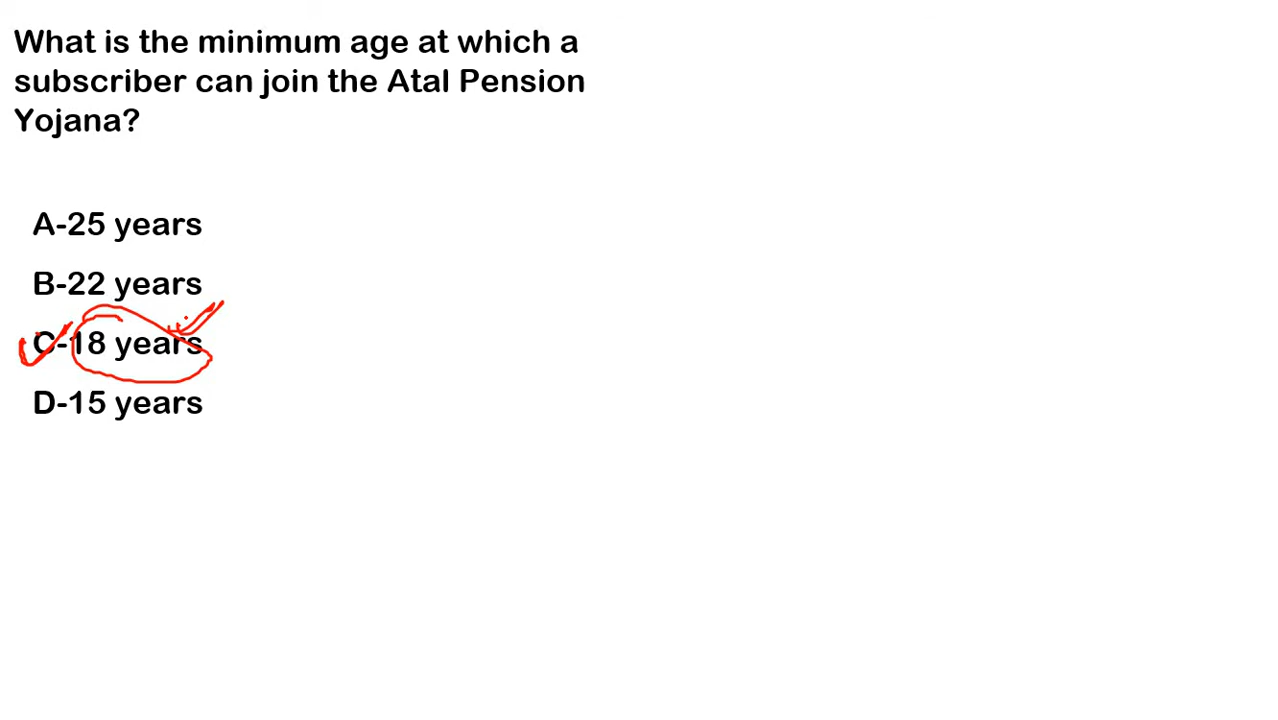 What is the minimum age at which a
subscriber can join the Atal Pension
Yojana?
A-25 years
B-22 years
C-18 years
D-15 years